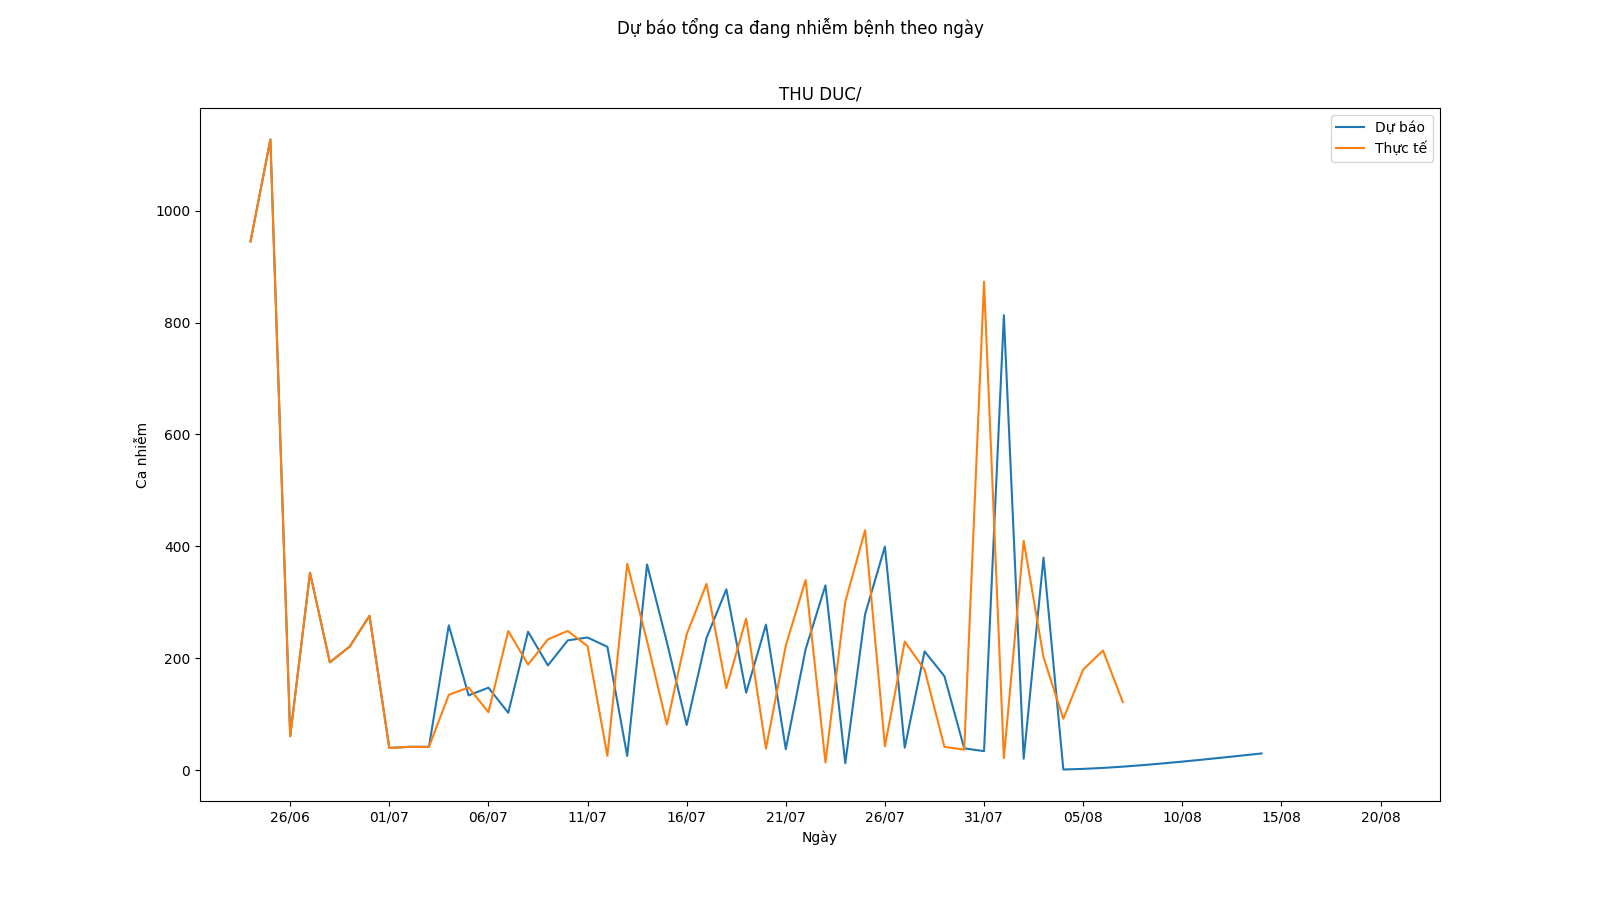 Dự báo tổng ca đang nhiễm bệnh theo ngày
THU DUC/
Dự báo
Thực tế
1000
800
600
400
200
0
Ca nhiễm
26/06 01/07 06/07 11/07 16/07 21/07 26/07 31/07 05/08 10/08 15/08 20/08
Ngày